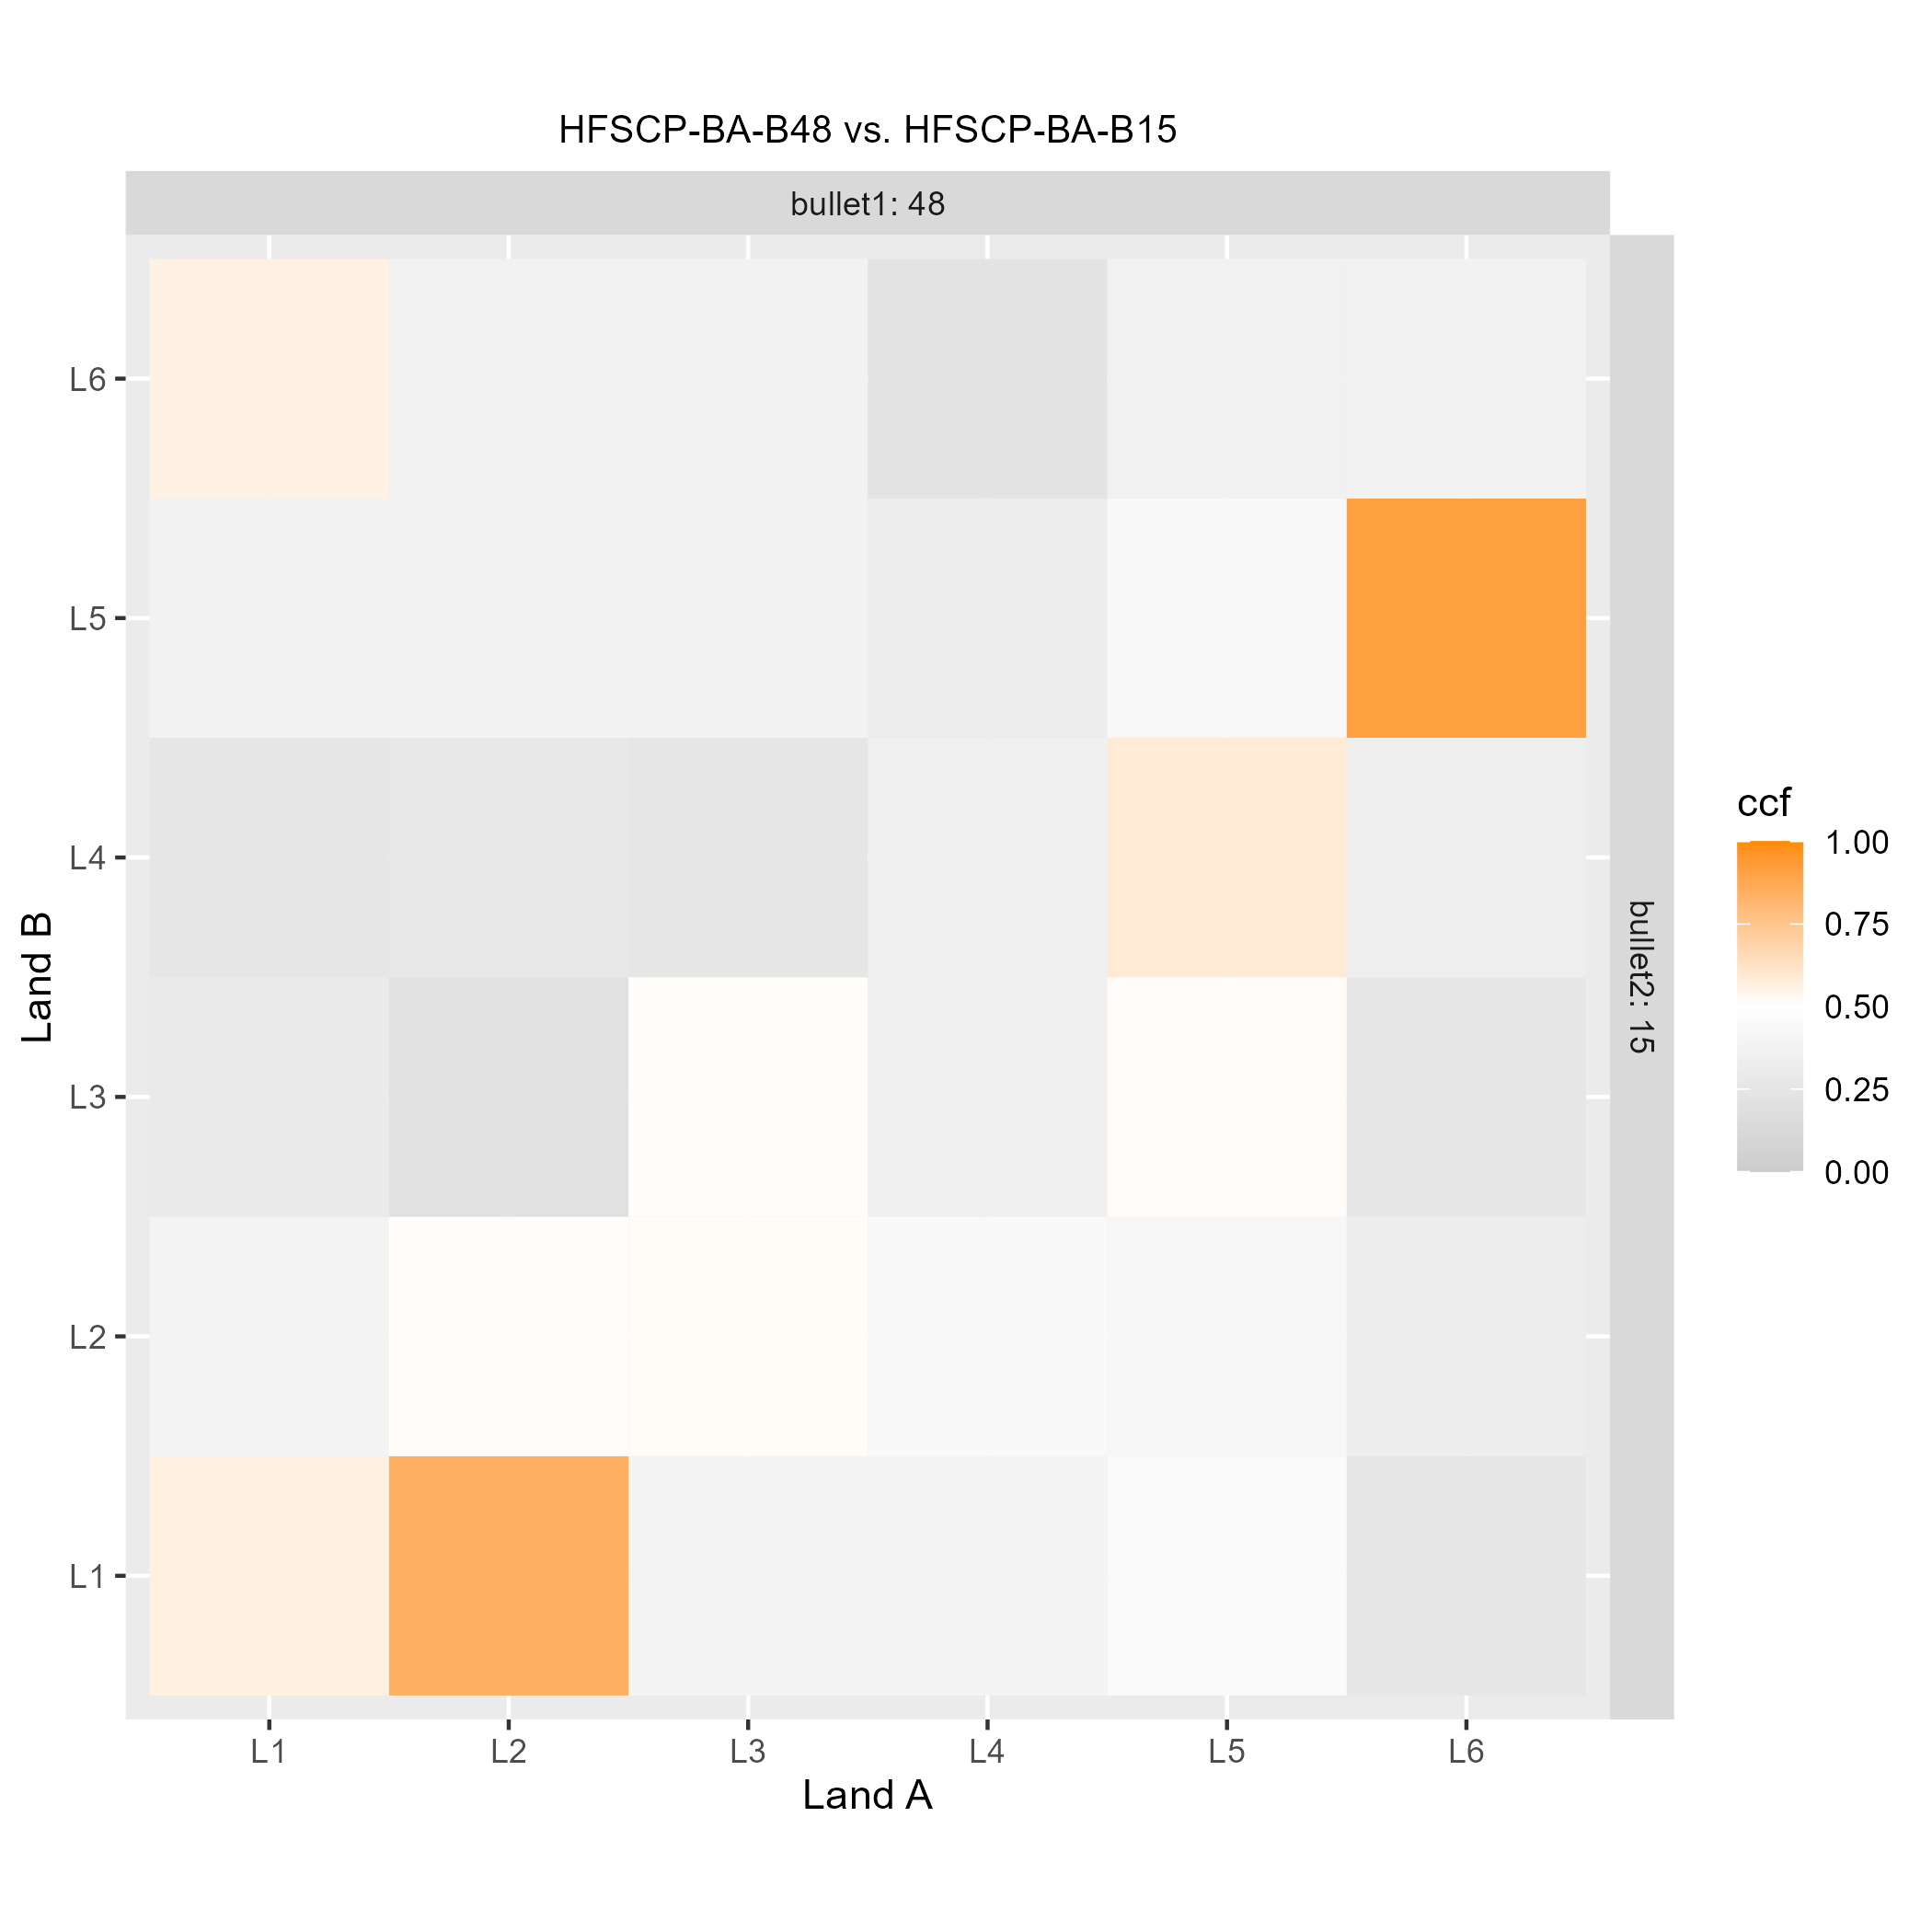 HFSCP-BA-B48 vs. HFSCP-BA-B15
bullet1: 48
L6
L5
L4
L3
L2
L1
Land B
bullet2: 15
L1 L2 L3 L4 L5 L6
Land A
ccf
1.00
0.75
0.50
0.25
0.00